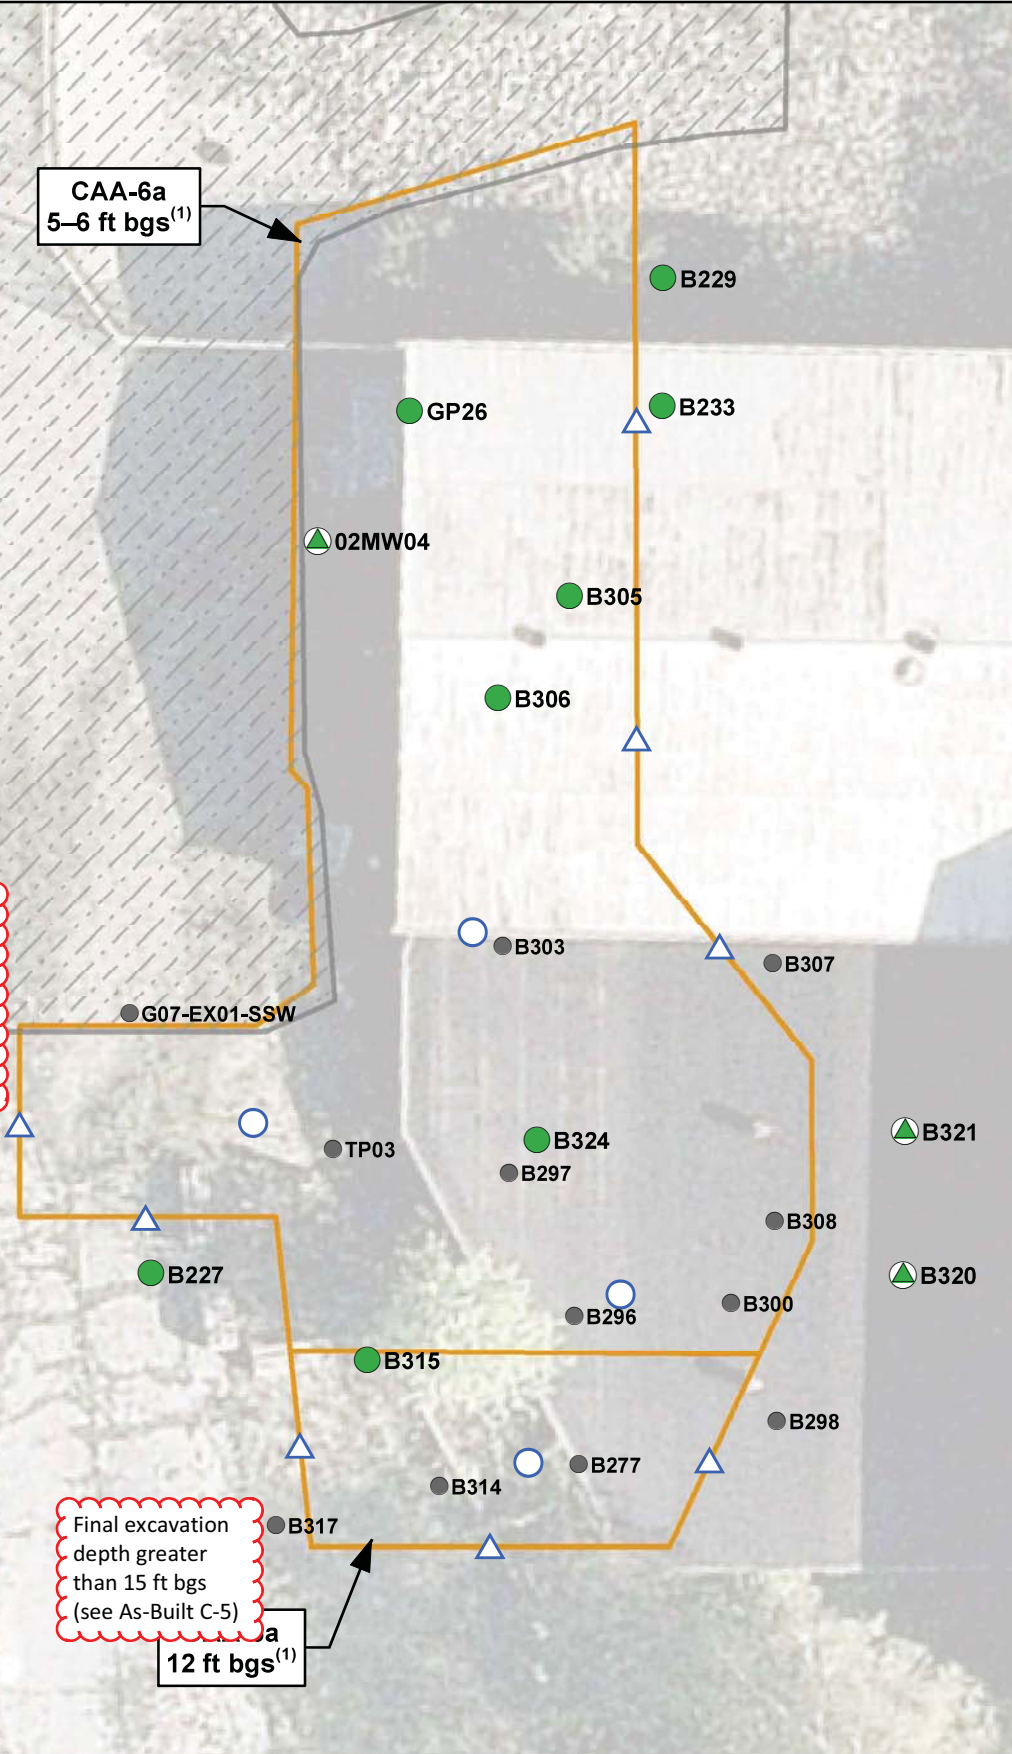 CAA-6a
5–6 ft bgs(1)
B229
GP26
B233
02MW04
B305
B306
B303
B307
G07-EX01-SSW
TP03
B324
B297
B321
B308
B227
B320
B300
B296
B315
B298
B277
B314
B317
Final excavation
depth greater
than 15 ft bgs
(see As-Built C-5)
12 ft bgs(1)